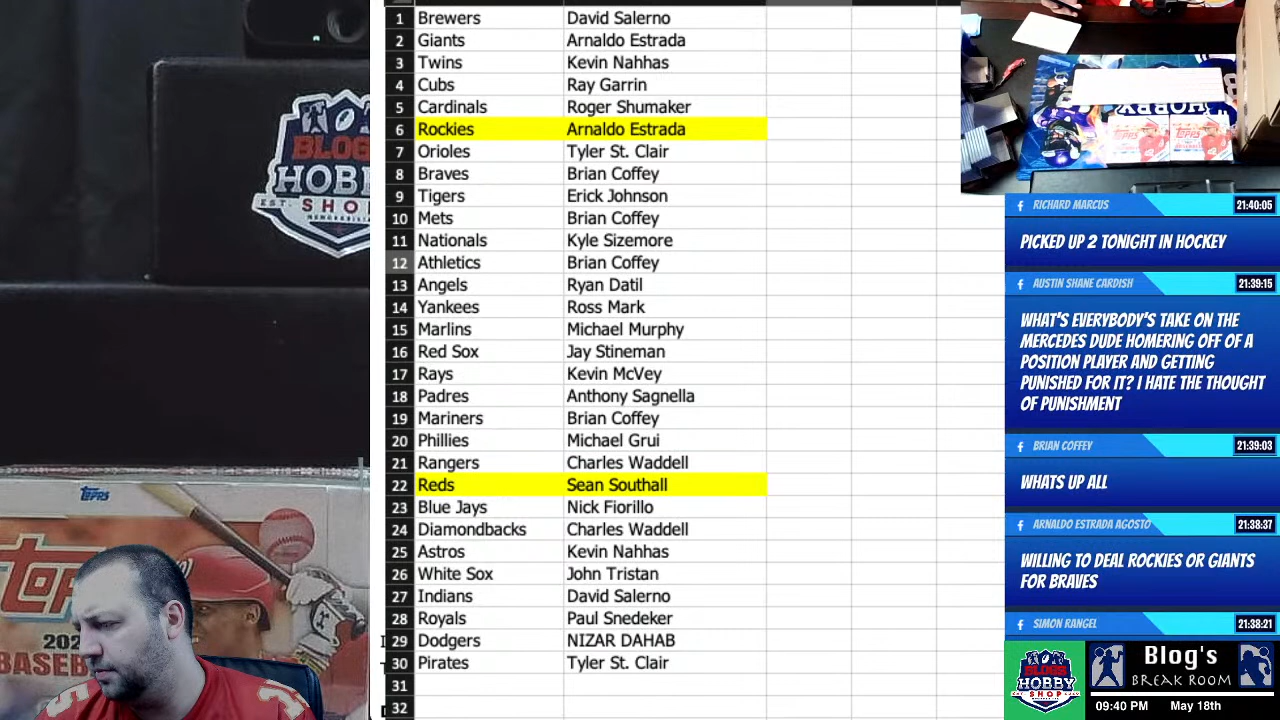 1 Brewers David Salerno
2 Giants Arnaldo Estrada
3 Twins Kevin Nahhas
4 Cubs Ray Garrin
5 Cardinals Roger Shumaker
6 Rockies Arnaldo Estrada
7 Orioles Tyler St. Clair
8 Braves Brian Coffey
9 Tigers Erick Johnson
10 Mets Brian Coffey
11 Nationals Kyle Sizemore
12 Athletics Brian Coffey
13 Angels Ryan Datil
14 Yankees Ross Mark
15 Marlins Michael Murphy
16 Red Sox Jay Stineman
17 Rays Kevin McVey
18 Padres Anthony Sagnella
19 Mariners Brian Coffey
20 Phillies Michael Grui
21 Rangers Charles Waddell
22 Reds Sean Southall
23 Blue Jays Nick Fiorillo
24 Diamondbacks Charles Waddell
25 Astros Kevin Nahhas
26 White Sox John Tristan
27 Indians David Salerno
28 Royals Paul Snedeker
29 Dodgers NIZAR DAHAB
30 Pirates Tyler St. Clair
31
32
EST.
TOPPS
HOBBY
TOPPS TOPPS
RICHARD MARCUS 21:40:05
PICKED UP 2 TONIGHT IN HOCKEY
AUSTIN SHANE CARDISH 21:39:15
WHAT'S EVERYBODY'S TAKE ON THE
MERCEDES DUDE HOMERING OFF OF A
POSITION PLAYER AND GETTING
PUNISHED FOR IT? I HATE THE THOUGHT
OF PUNISHMENT
BRIAN COFFEY 21:39:03
WHATS UP ALL
ARNALDO ESTRADA AGOSTO 21:38:37
WILLING TO DEAL ROCKIES OR GIANTS
FOR BRAVES
SIMON RANGEL 21:38:21
BLOGS
HOBBY
SHOP
Blog's
BREAK ROOM
09:40 PM May 18th